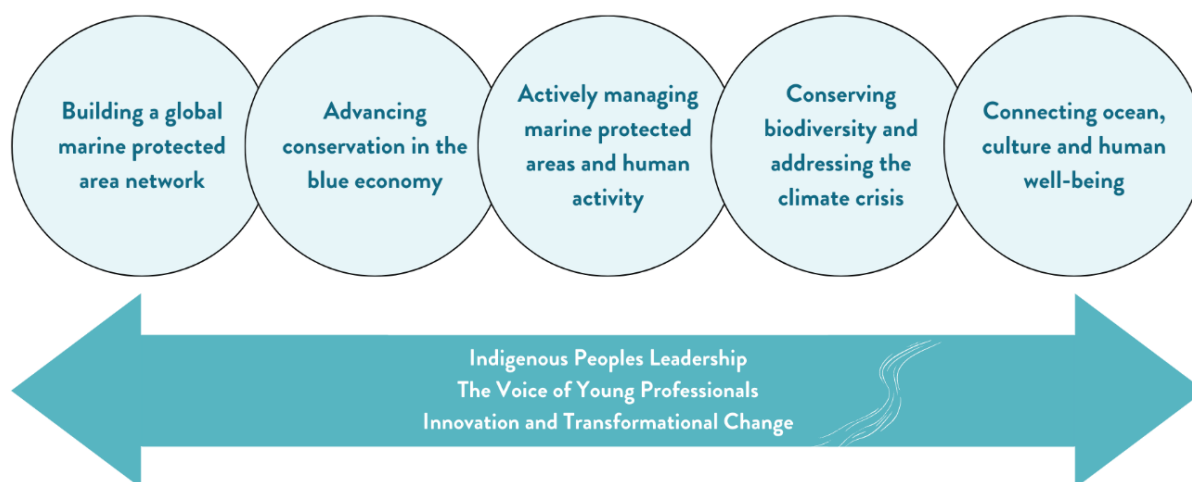 Building a global
marine protected
area network
Advancing
conservation in the
blue economy
Actively managing
marine protected
areas and human
activity
Conserving
biodiversity and
addressing the
climate crisis
Connecting ocean,
culture and human
well-being
Indigenous Peoples Leadership
The Voice of Young Professionals
Innovation and Transformational Change